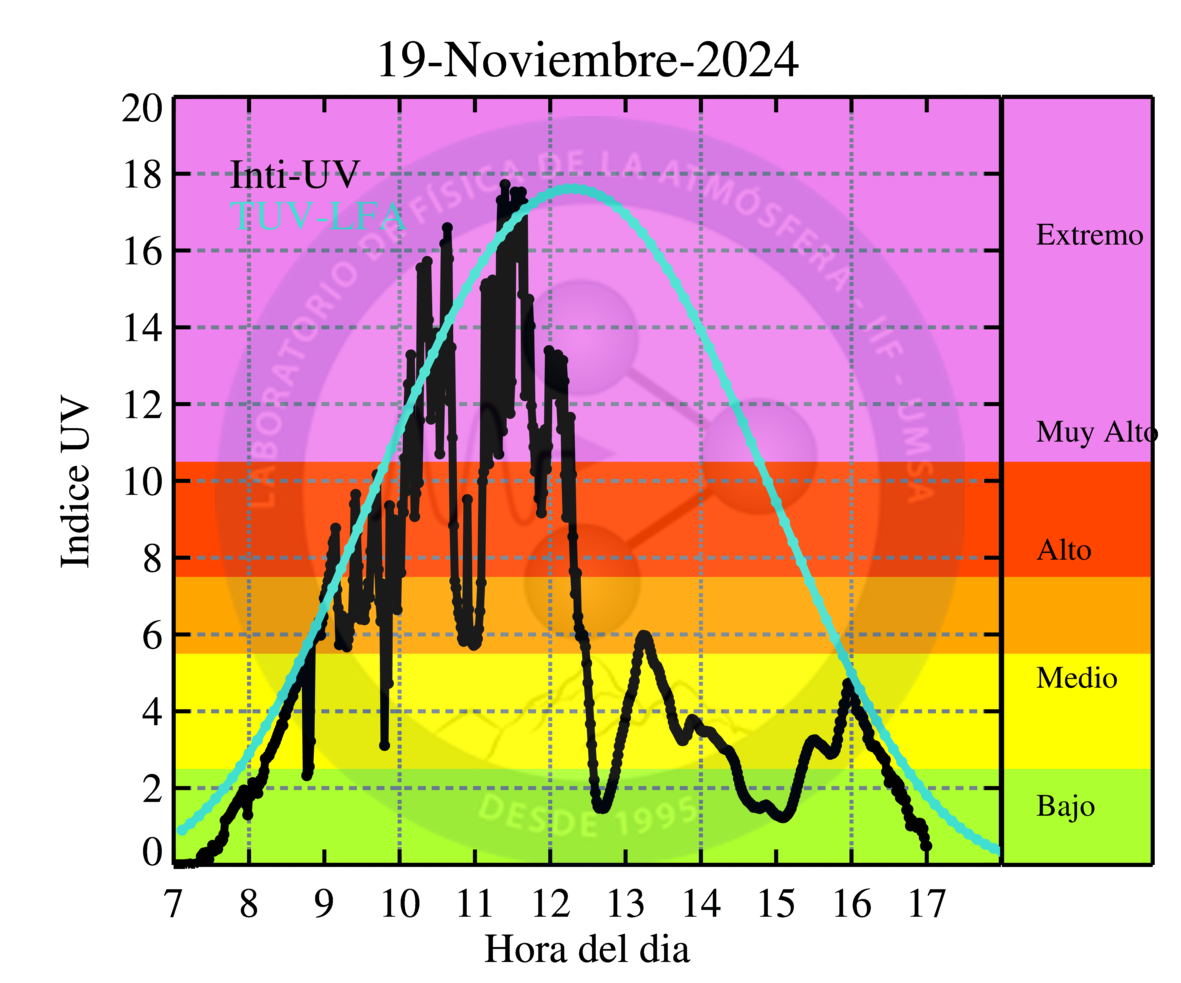 19-Noviembre-2024
20
18
16
14
12
10
8
6
4
2
0
Indice UV
Inti-UV
TUV-LFA
LABORATORIO DE FÍSICA DE LA ATMÓSFERA - IIF - UMSA
DESDE 1995
Extremo
Muy Alto
Alto
Medio
Bajo
7 8 9 10 11 12 13 14 15 16 17
Hora del dia